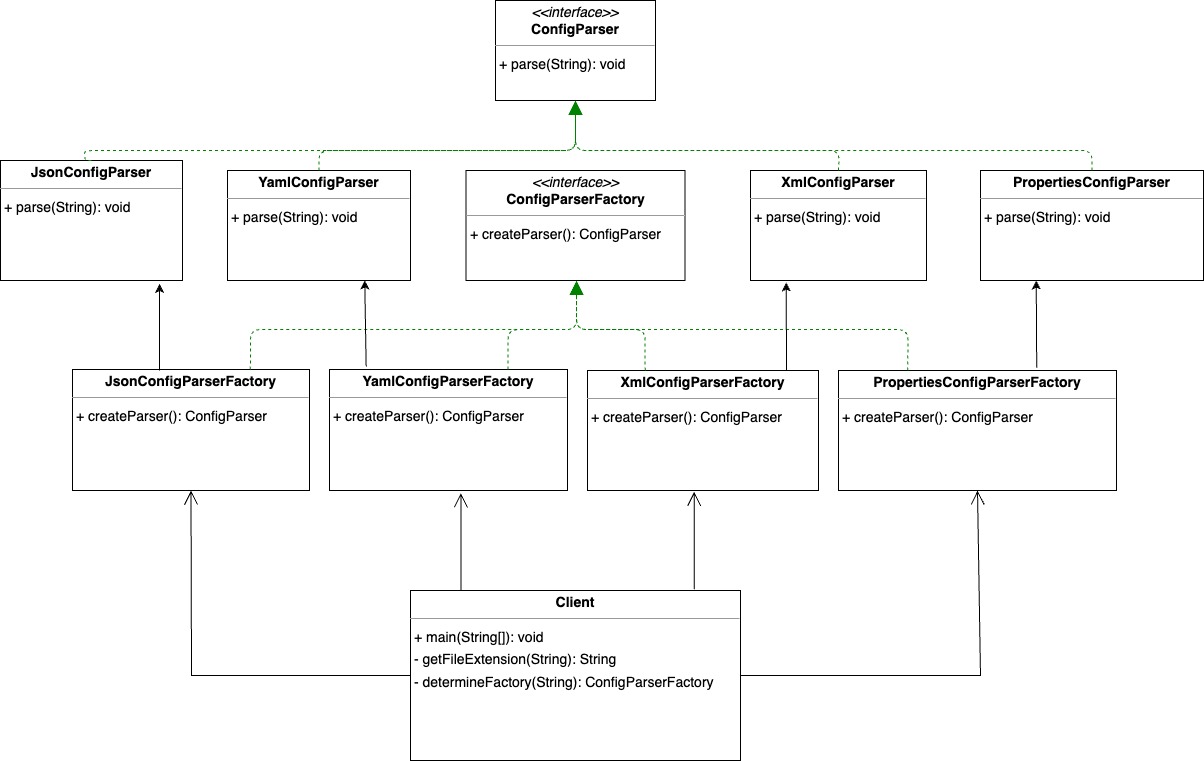 <<interface>>
ConfigParser
+ parse(String): void
JsonConfigParser
+ parse(String): void
YamlConfigParser
+ parse(String): void
<<interface>>
ConfigParserFactory
+ createParser(): ConfigParser
XmlConfigParser
+ parse(String): void
PropertiesConfigParser
+ parse(String): void
JsonConfigParserFactory
+ createParser(): ConfigParser
YamlConfigParserFactory
+ createParser(): ConfigParser
XmlConfigParserFactory
+ createParser(): ConfigParser
PropertiesConfigParserFactory
+ createParser(): ConfigParser
Client
+ main(String[]): void
- getFileExtension(String): String
- determineFactory(String): ConfigParserFactory